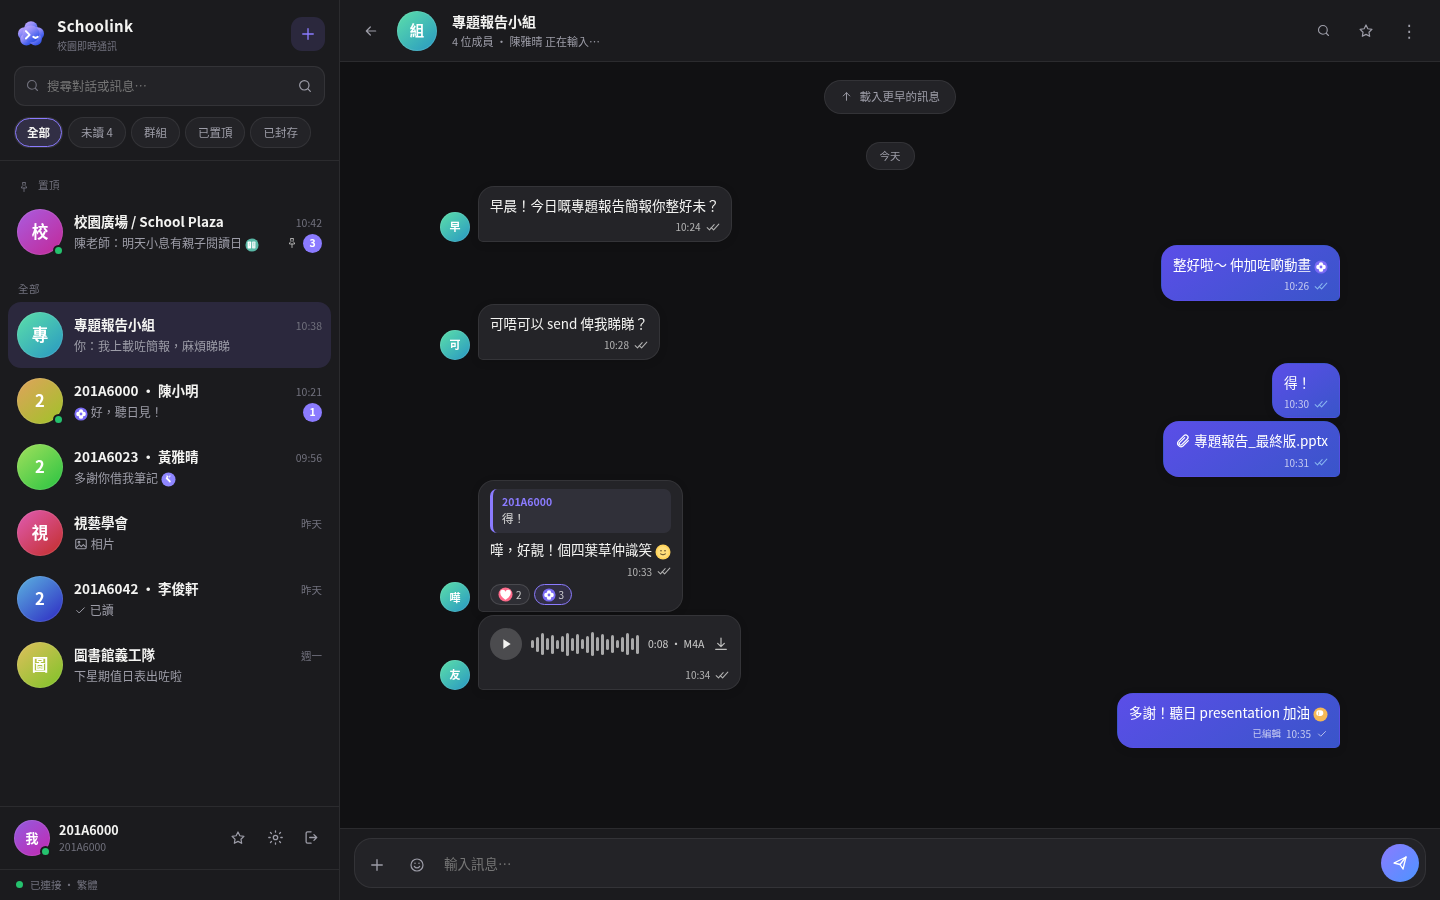 Schoolink
校園即時通訊
搜尋對話或訊息…
全部
未讀 4
群組
已置頂
已封存
置頂
校
校園廣場 / School Plaza
10:42
陳老師：明天小息有親子閱讀日
3
全部
專
專題報告小組
10:38
你：我上載咗簡報，麻煩睇睇
2
201A6000 · 陳小明
10:21
好，聽日見！
1
2
201A6023 · 黃雅晴
09:56
多謝你借我筆記
視
視藝學會
昨天
相片
2
201A6042 · 李俊軒
昨天
已讀
圖
圖書館義工隊
週一
下星期值日表出咗啦
我
201A6000
201A6000
已連接 · 繁體
組
專題報告小組
4 位成員 · 陳雅晴 正在輸入…
載入更早的訊息
今天
早
早晨！今日嘅專題報告簡報你整好未？
10:24
整好啦～ 仲加咗啲動畫
10:26
可
可唔可以 send 俾我睇睇？
10:28
得！
10:30
專題報告_最終版.pptx
10:31
201A6000
得！
嘩，好靚！個四葉草仲識笑
10:33
2
3
嘩
0:08 · M4A
10:34
友
多謝！聽日 presentation 加油
已編輯 10:35
輸入訊息…